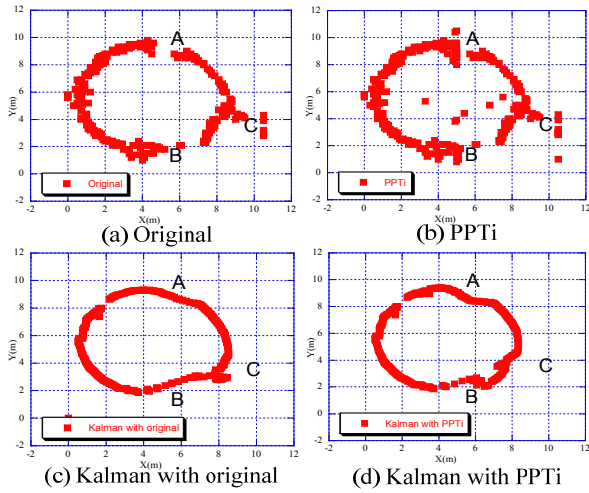 12
10
8
6
4
2
0
-2
Y(m)
A
B
C
Original
-2 0 2 4 6 8 10 12
X(m)
(a) Original
12
10
8
6
4
2
0
-2
Y(m)
A
B
C
PPTi
-2 0 2 4 6 8 10 12
X(m)
(b) PPTi
12
10
8
6
4
2
0
-2
Y(m)
A
B
C
Kalman with original
-2 0 2 4 6 8 10 12
X(m)
(c) Kalman with original
12
10
8
6
4
2
0
-2
Y(m)
A
B
C
Kalman with PPTi
-2 0 2 4 6 8 10 12
X(m)
(d) Kalman with PPTi